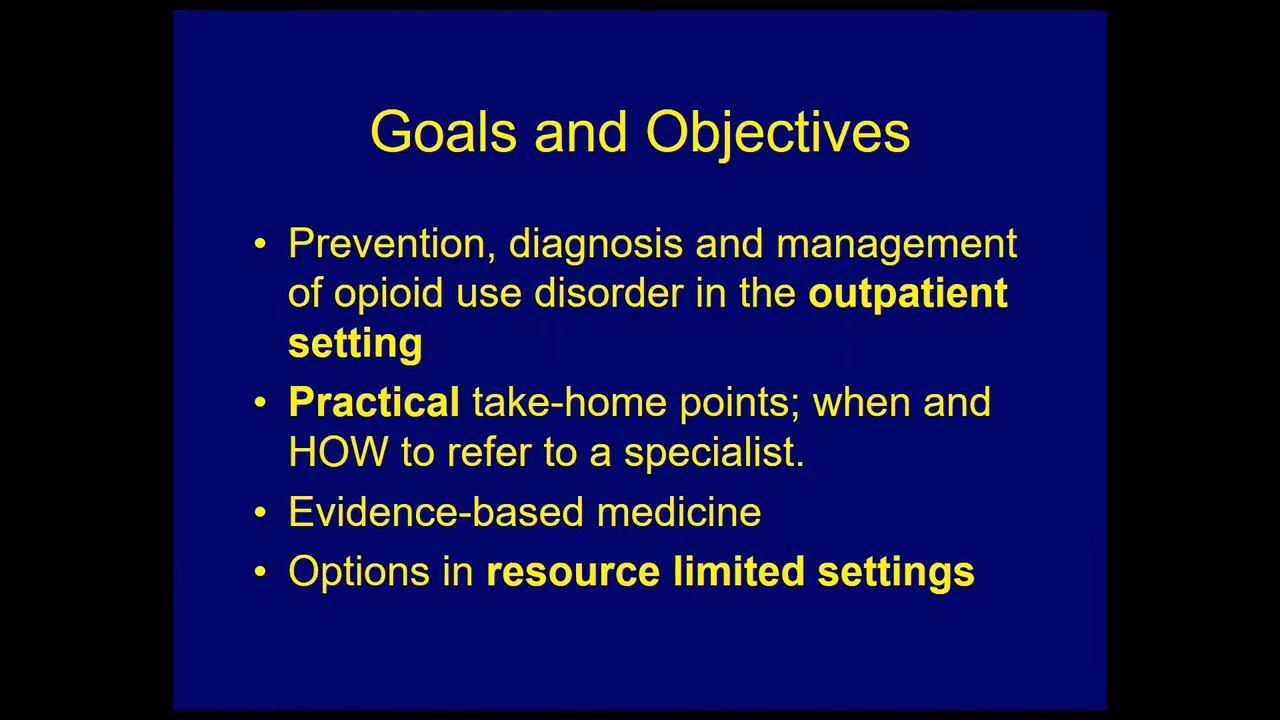 Goals and Objectives
• Prevention, diagnosis and management
of opioid use disorder in the outpatient
setting
• Practical take-home points; when and
HOW to refer to a specialist.
• Evidence-based medicine
• Options in resource limited settings